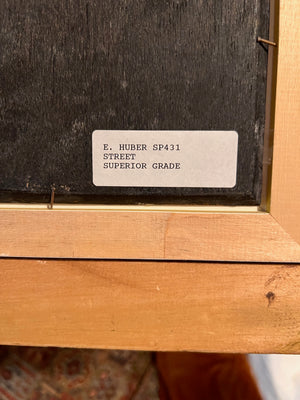 E. HUBER SP431
STREET
SUPERIOR GRADE